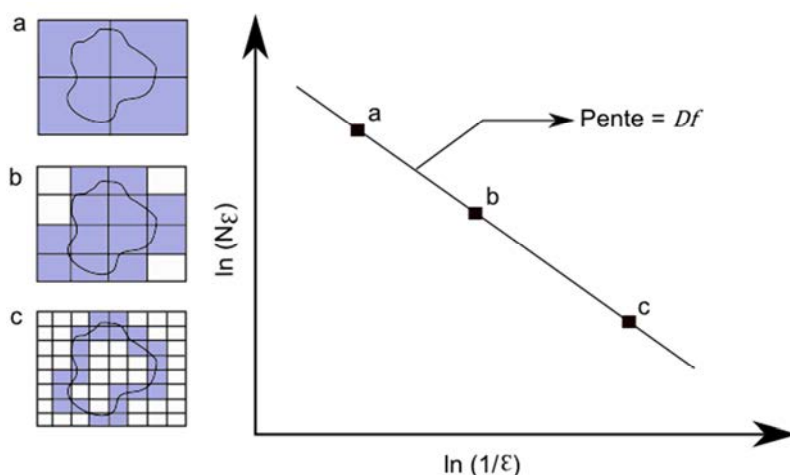 a
b
c
a
Pente = Df
b
c
ln (Nε)
ln (1/ε)